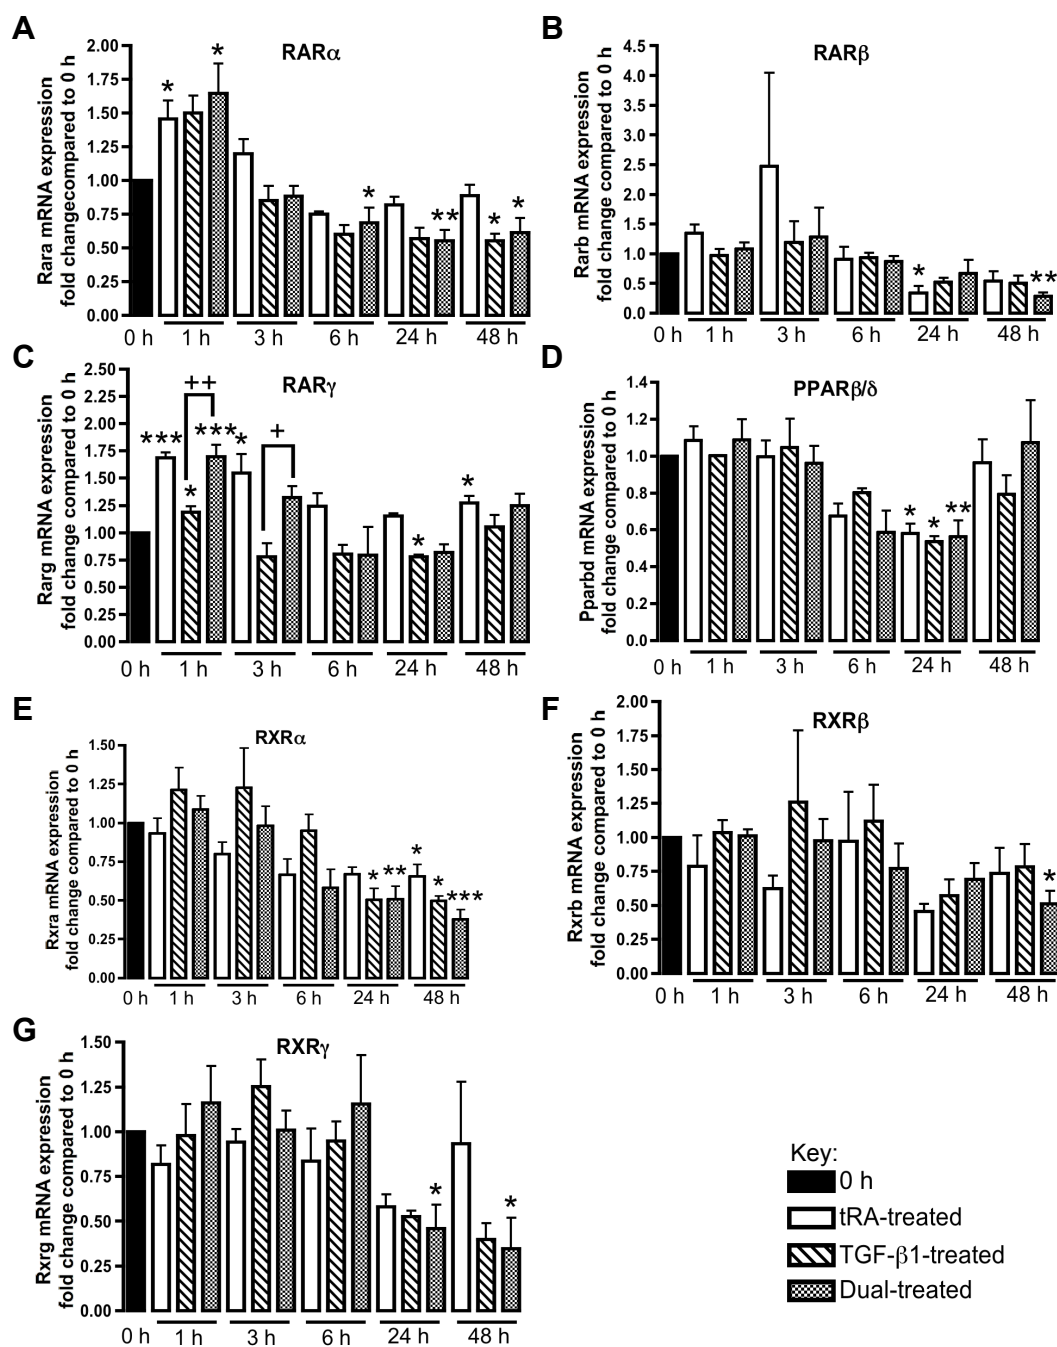 A
RARα
Rara mRNA expression
fold changecompared to 0 h
2.00
1.75
1.50
1.25
1.00
0.75
0.50
0.25
0.00
* * * ** * *
0 h 1 h 3 h 6 h 24 h 48 h
B
RARβ
Rarb mRNA expression
fold change compared to 0 h
4.5
4.0
3.5
3.0
2.5
2.0
1.5
1.0
0.5
0.0
* **
0 h 1 h 3 h 6 h 24 h 48 h
C
RARγ
Rarg mRNA expression
fold change compared to 0 h
2.50
2.25
2.00
1.75
1.50
1.25
1.00
0.75
0.50
0.25
0.00
++
+
*** * *** * * *
0 h 1 h 3 h 6 h 24 h 48 h
D
PPARβ/δ
Pparbd mRNA expression
fold change compared to 0 h
1.4
1.2
1.0
0.8
0.6
0.4
0.2
0.0
* * **
0 h 1 h 3 h 6 h 24 h 48 h
E
RXRα
Rxra mRNA expression
fold change compared to 0 h
1.50
1.25
1.00
0.75
0.50
0.25
0.00
* ** * * ***
0 h 1 h 3 h 6 h 24 h 48 h
F
RXRβ
Rxrb mRNA expression
fold change compared to 0 h
2.00
1.75
1.50
1.25
1.00
0.75
0.50
0.25
0.00
*
0 h 1 h 3 h 6 h 24 h 48 h
G
RXRγ
Rxrg mRNA expression
fold change compared to 0 h
1.50
1.25
1.00
0.75
0.50
0.25
0.00
* *
0 h 1 h 3 h 6 h 24 h 48 h
Key:
0 h
tRA-treated
TGF-β1-treated
Dual-treated